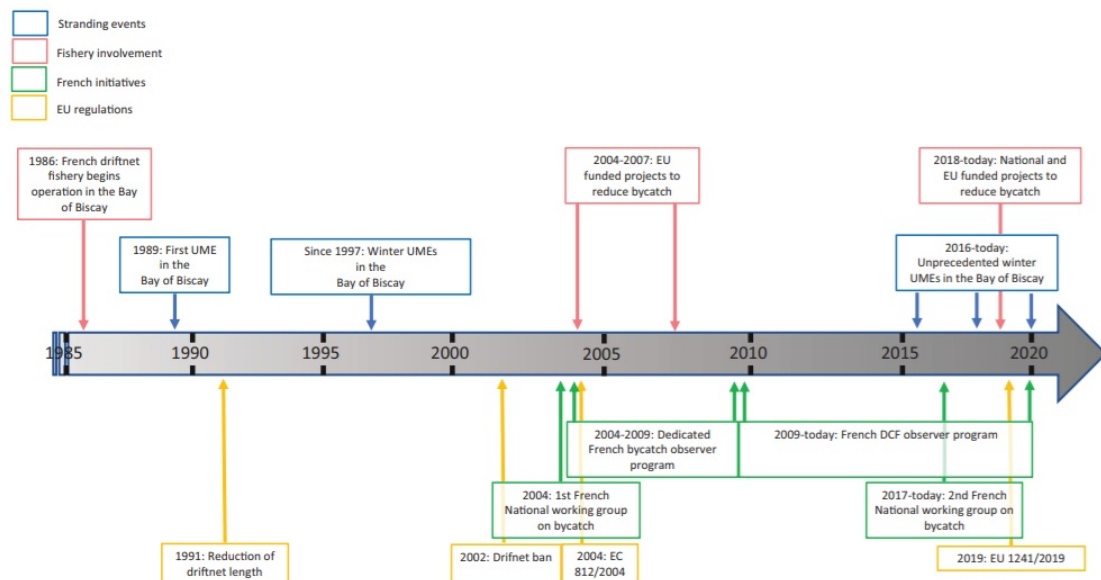 Stranding events
Fishery involvement
French initiatives
EU regulations
1986: French driftnet
fishery begins
operation in the Bay
of Biscay
2004-2007: EU
funded projects to
reduce bycatch
2018-today: National and
EU funded projects to
reduce bycatch
1989: First UME
in the
Bay of Biscay
Since 1997: Winter UMEs
in the
Bay of Biscay
2016-today:
Unprecedented winter
UMEs in the Bay of Biscay
1985
1990
1995
2000
2005
2010
2015
2020
2004-2009: Dedicated
French bycatch observer
program
2009-today: French DCF observer program
2004: 1st French
National working group
on bycatch
2017-today: 2nd French
National working group on
bycatch
1991: Reduction of
driftnet length
2002: Drifnet ban
2004: EC
812/2004
2019: EU 1241/2019